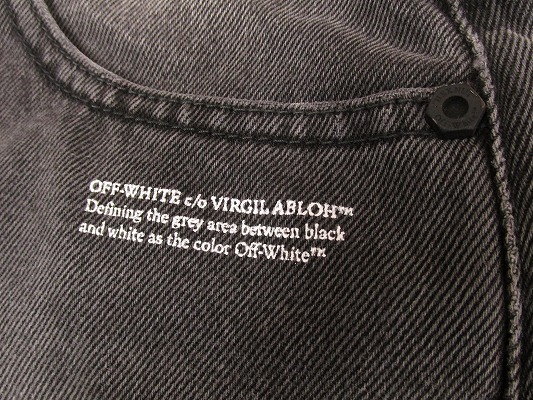 OFF-WHITE c/o VIRGIL ABLOH™
Defining the grey area between black
and white as the color Off-White™